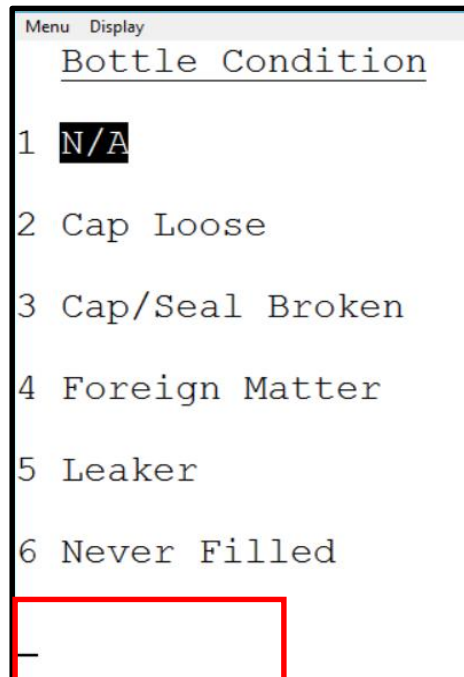 Menu Display
Bottle Condition
1 N/A
2 Cap Loose
3 Cap/Seal Broken
4 Foreign Matter
5 Leaker
6 Never Filled
_